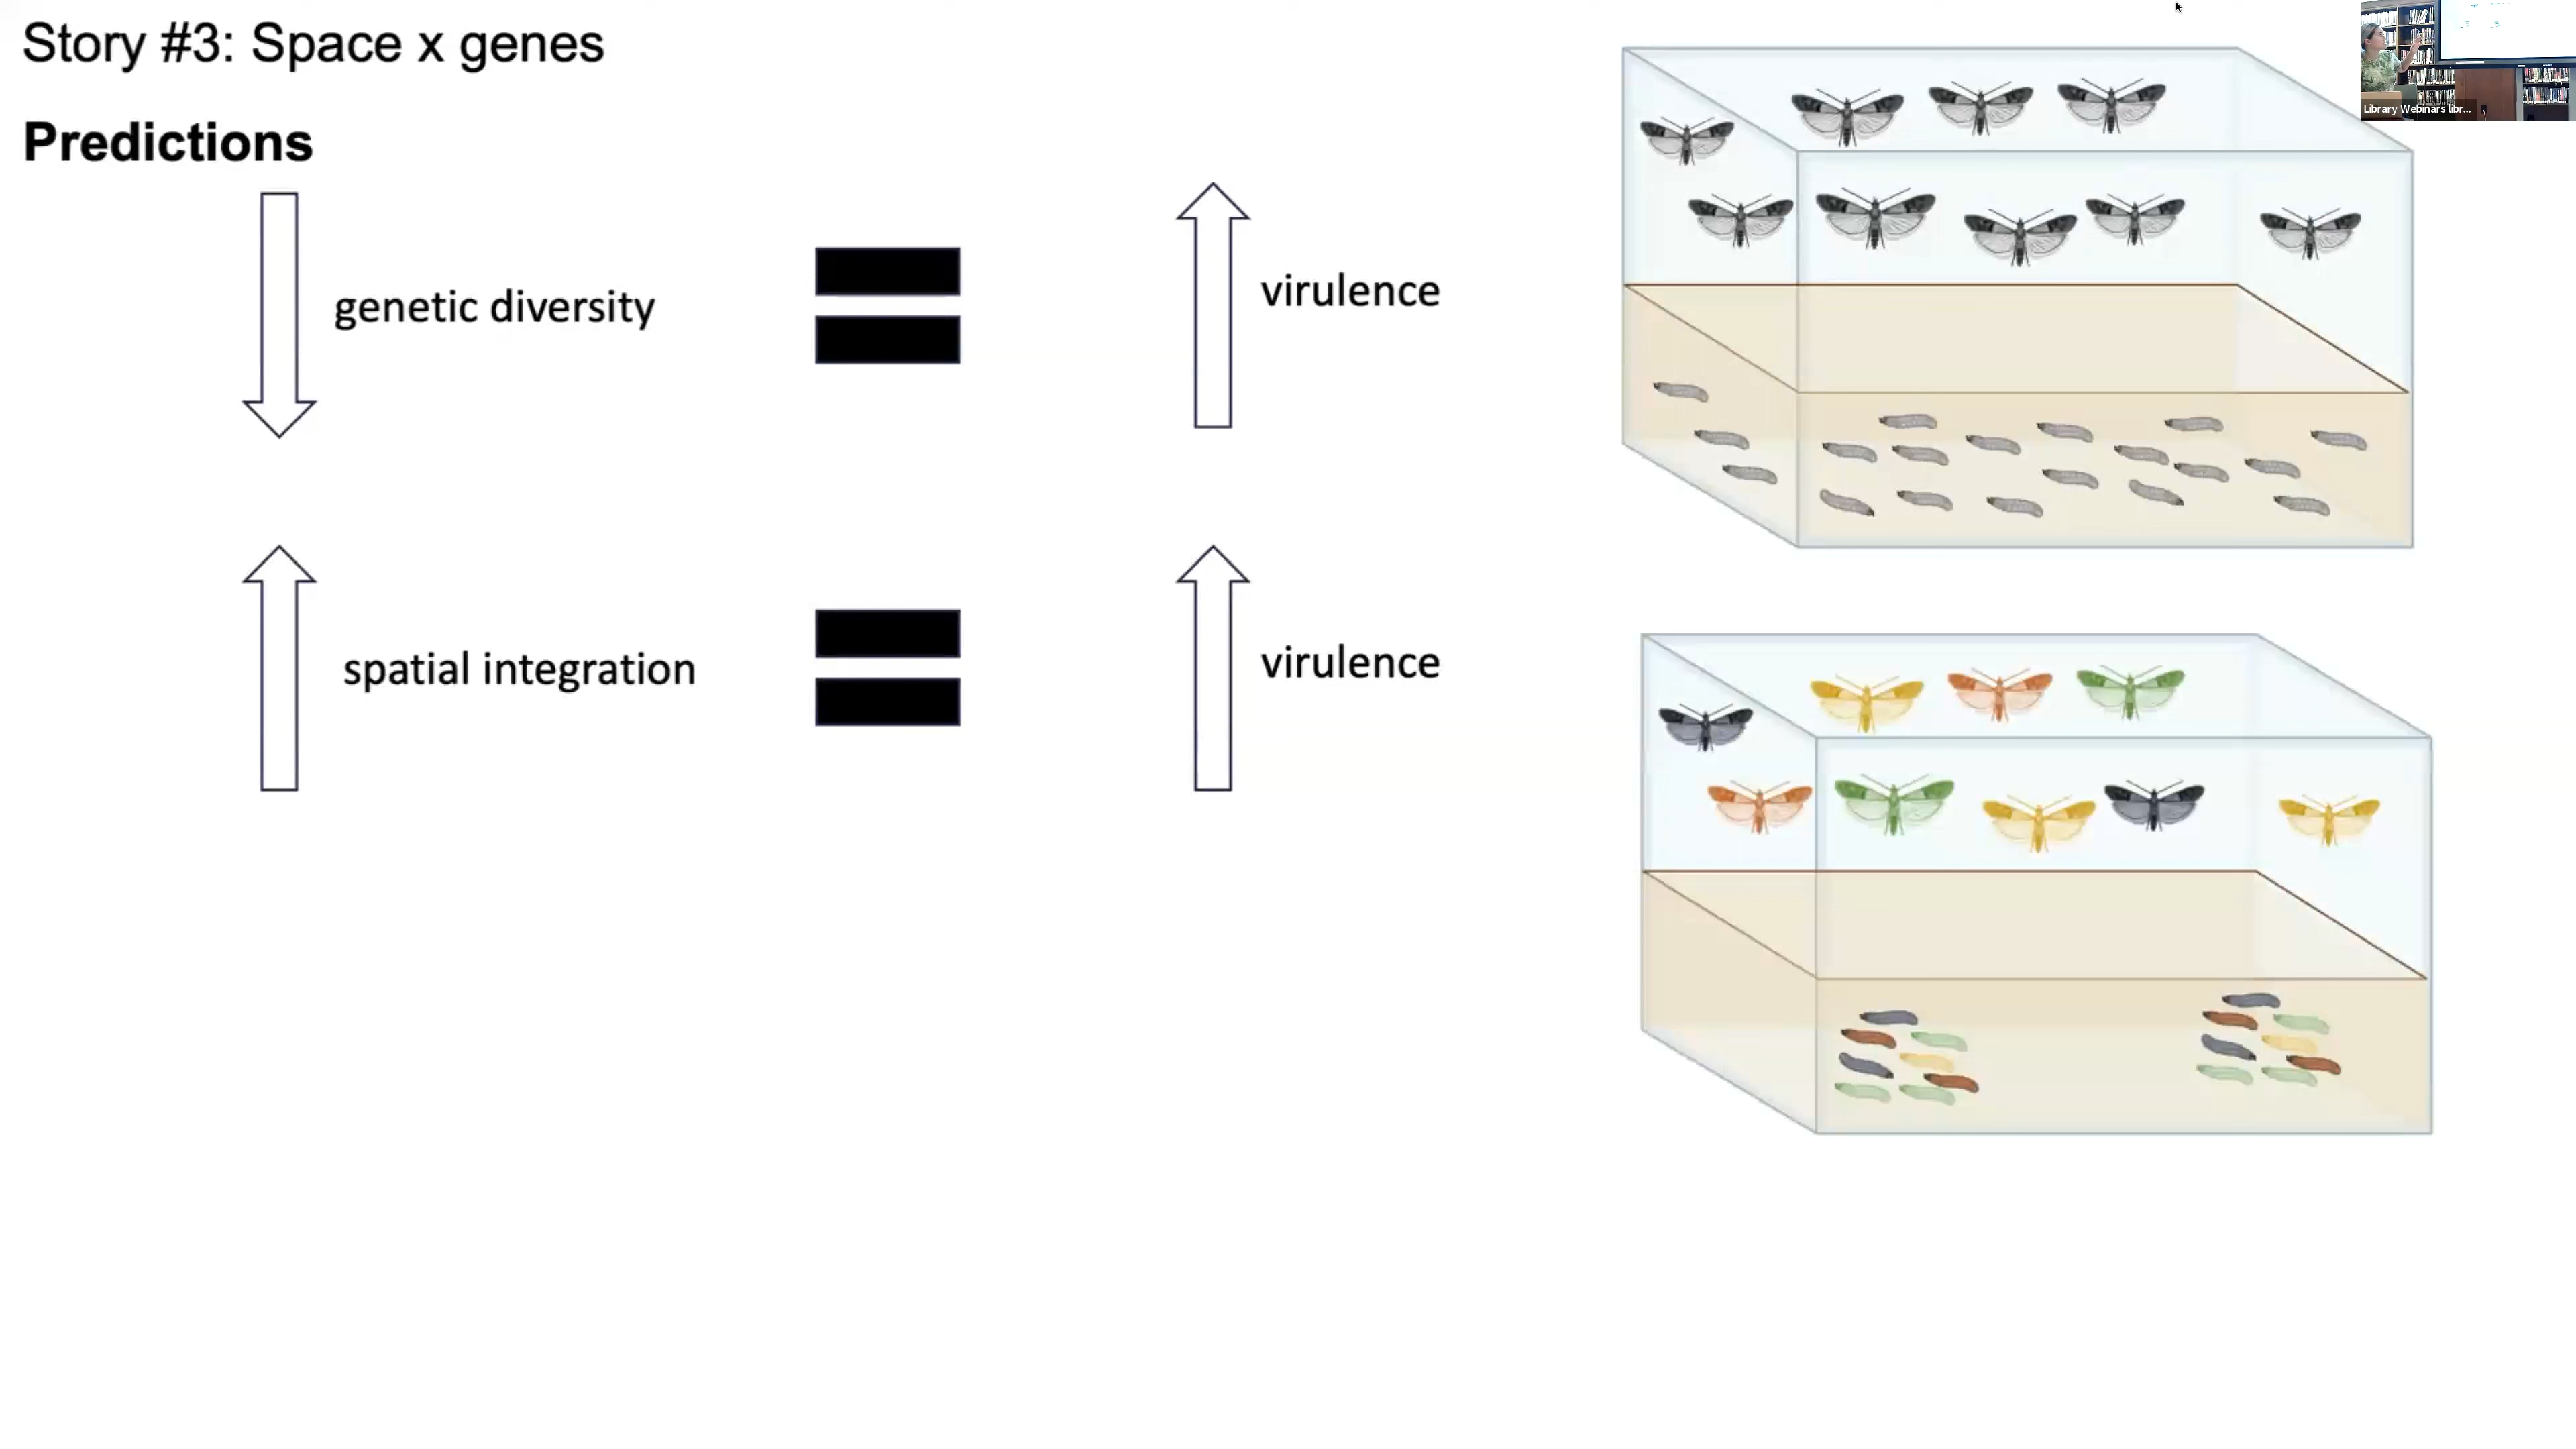 Story #3: Space x genes
Predictions
genetic diversity
virulence
spatial integration
virulence
Library Webinars libr...